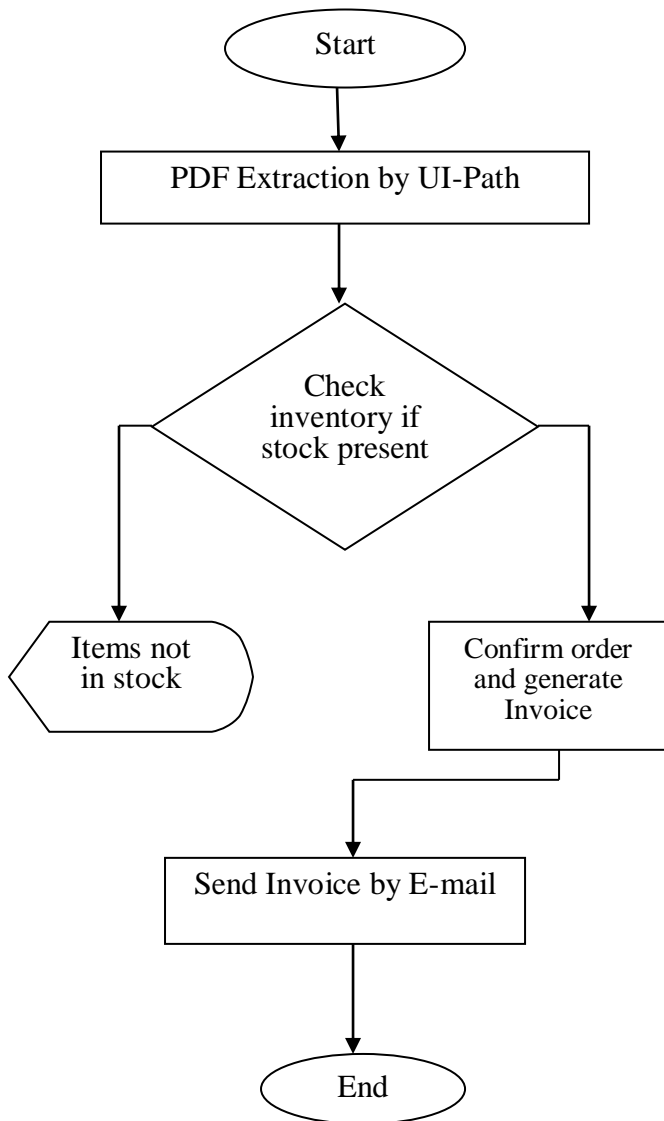 Start
PDF Extraction by UI-Path
Check
inventory if
stock present
Items not
in stock
Confirm order
and generate
Invoice
Send Invoice by E-mail
End